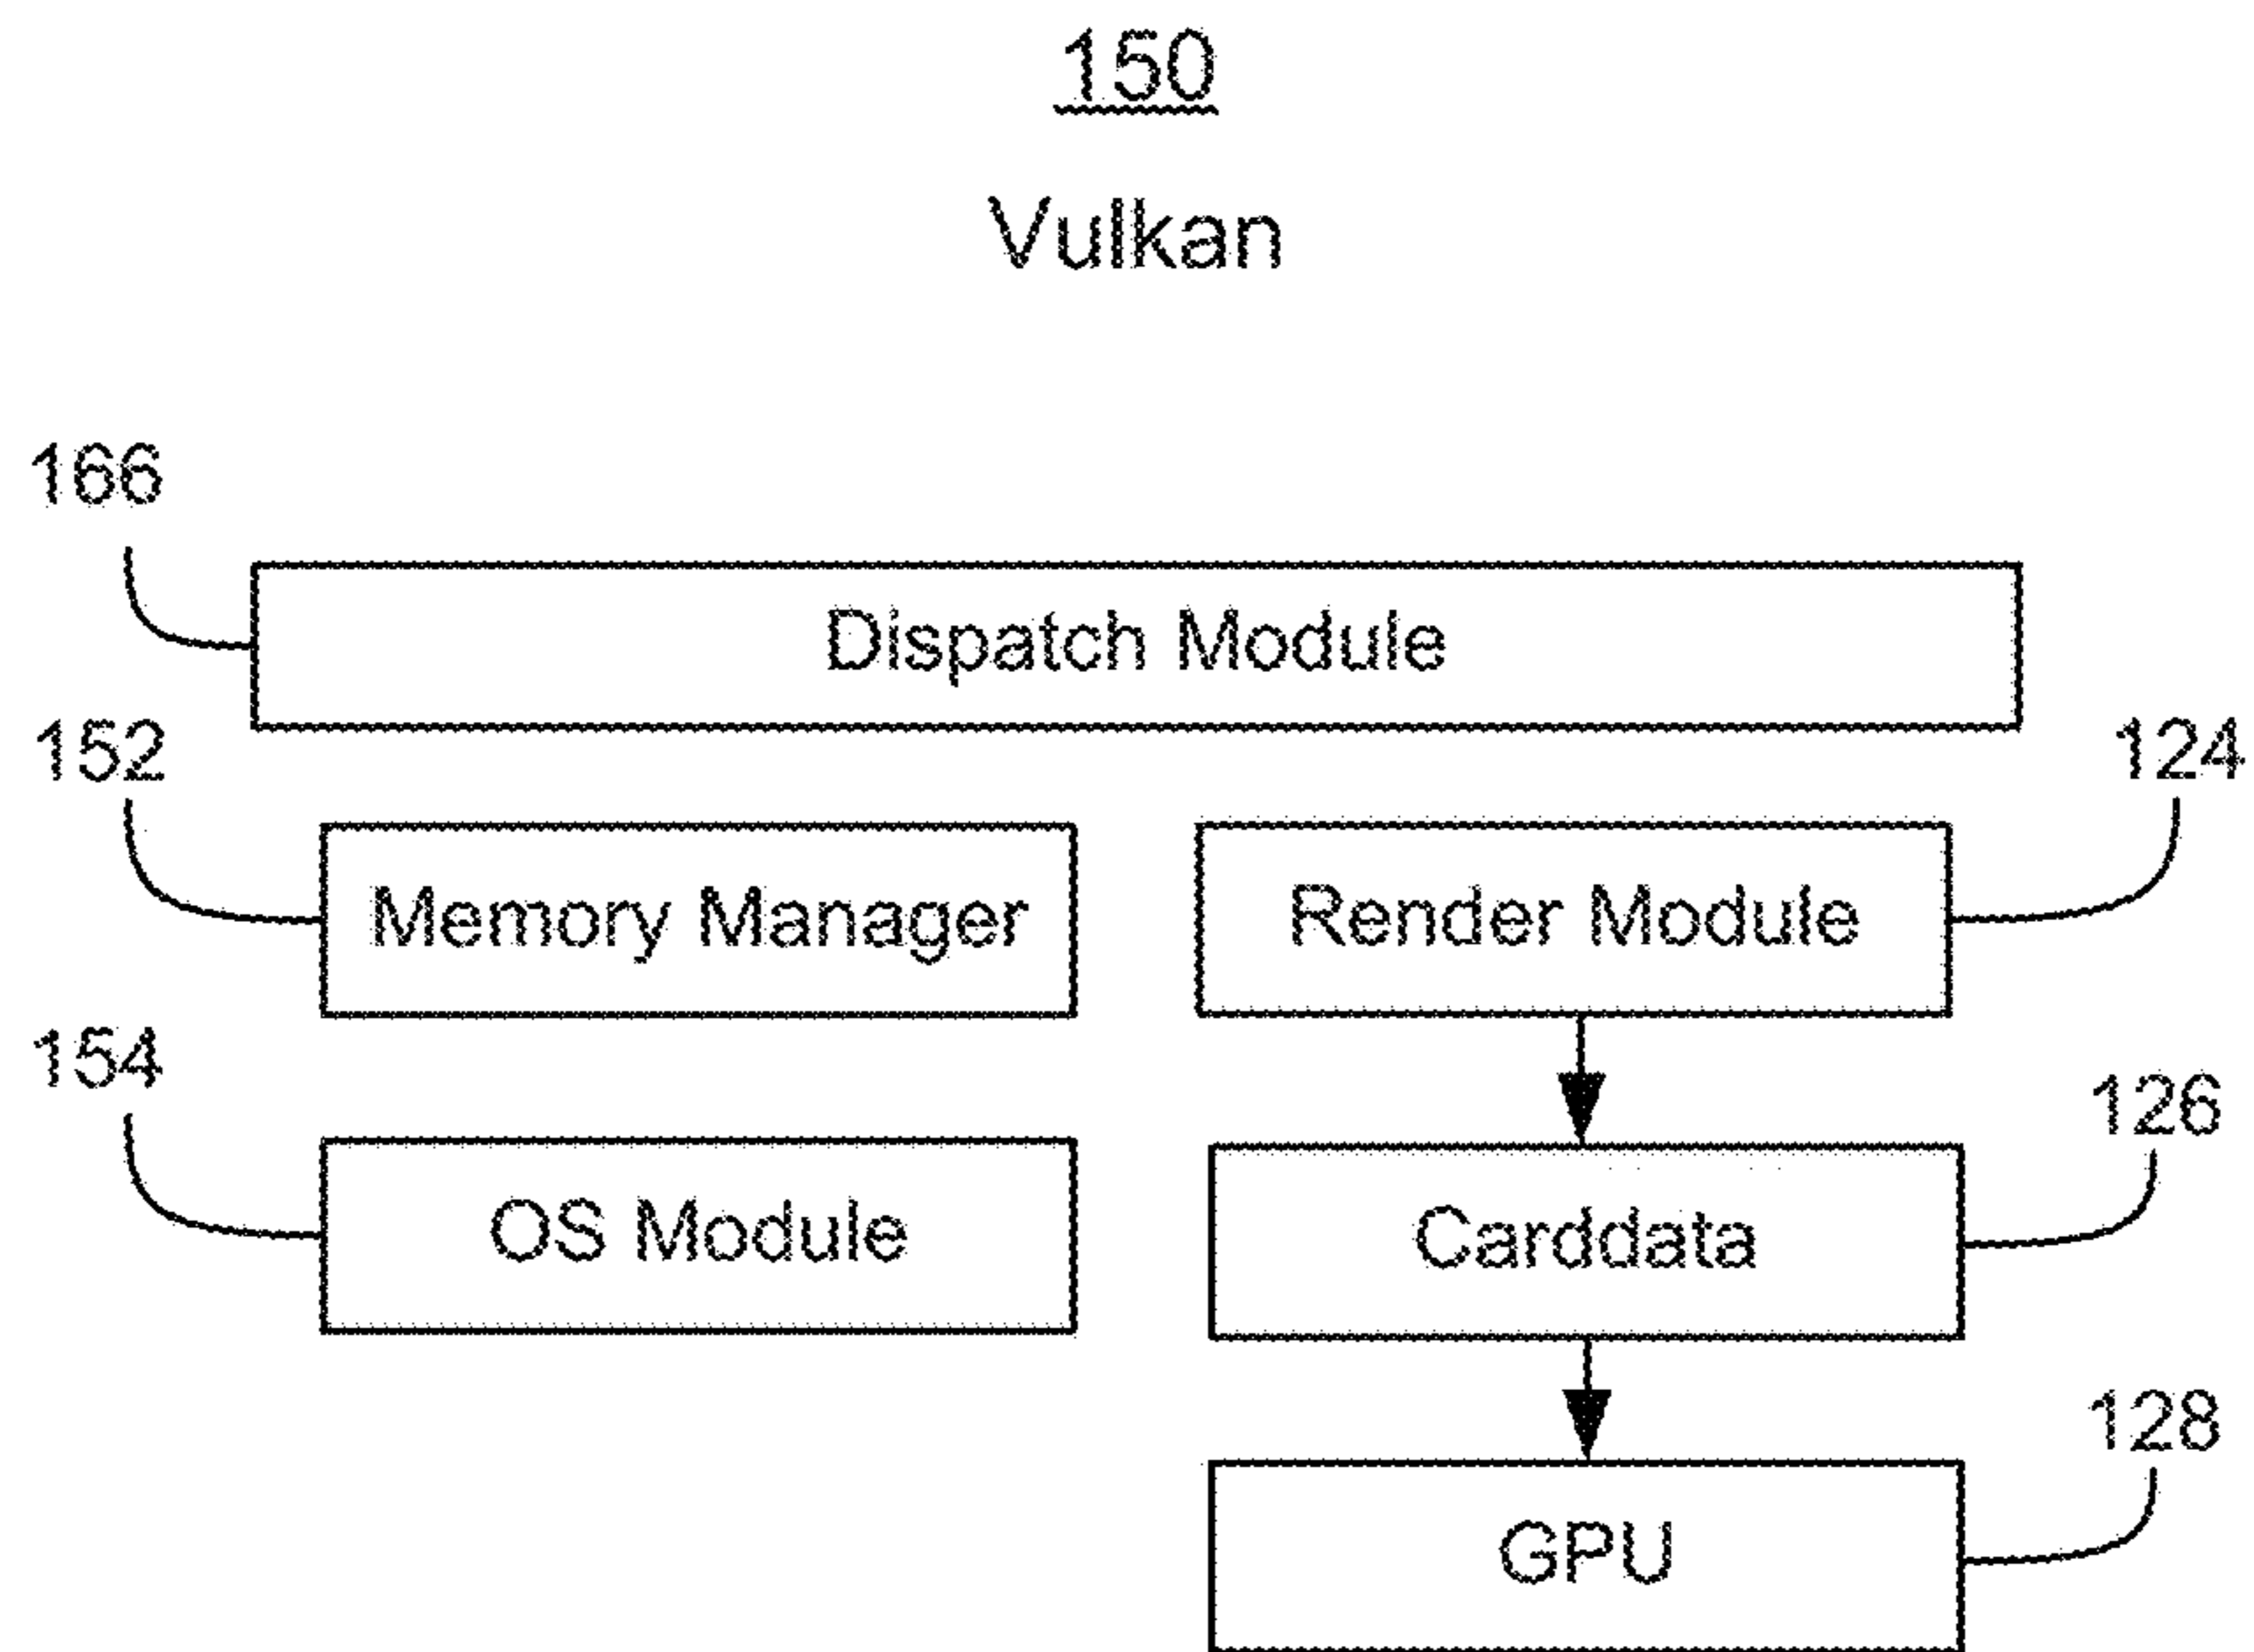 150
Vulkan
166
Dispatch Module
152
124
Memory Manager
Render Module
154
126
OS Module
Carddata
128
GPU